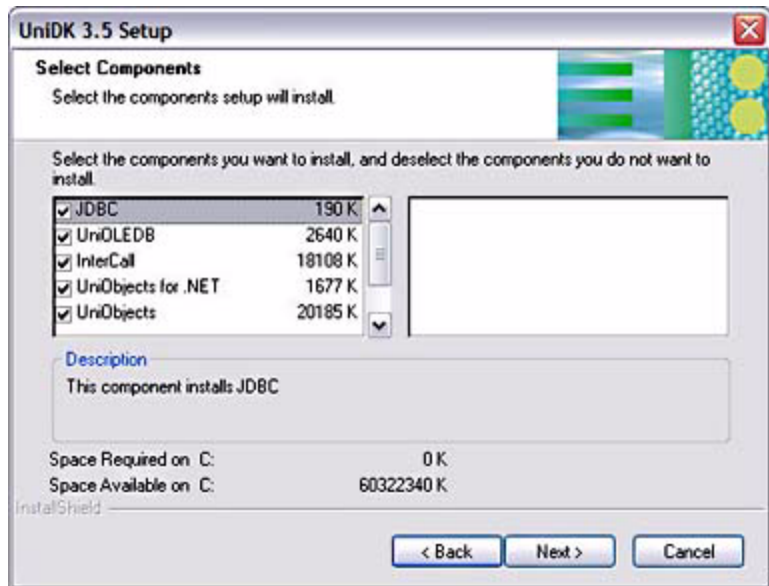 UniDK 3.5 Setup
Select Components
Select the components setup will install.
Select the components you want to install, and deselect the components you do not want to
install.
JDBC 190 K
UniOLEDB 2640 K
InterCall 18108 K
UniObjects for .NET 1677 K
UniObjects 20185 K
Description
This component installs JDBC
Space Required on C: 0 K
Space Available on C: 60322340 K
InstallShield
< Back Next > Cancel